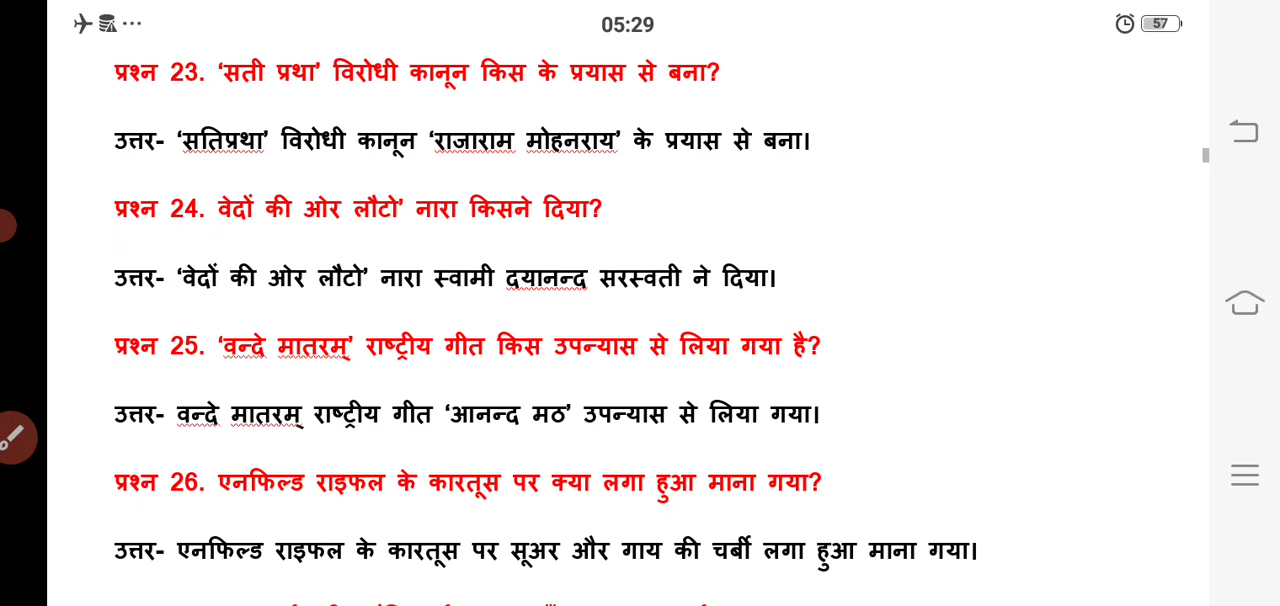 05:29
57
प्रश्न 23. ‘सती प्रथा’ विरोधी कानून किस के प्रयास से बना?
उत्तर- ‘सतिप्रथा’ विरोधी कानून ‘राजाराम मोहनराय’ के प्रयास से बना।
प्रश्न 24. वेदों की ओर लौटो’ नारा किसने दिया?
उत्तर- ‘वेदों की ओर लौटो’ नारा स्वामी दयानन्द सरस्वती ने दिया।
प्रश्न 25. ‘वन्दे मातरम्’ राष्ट्रीय गीत किस उपन्यास से लिया गया है?
उत्तर- वन्दे मातरम् राष्ट्रीय गीत ‘आनन्द मठ’ उपन्यास से लिया गया।
प्रश्न 26. एनफिल्ड राइफल के कारतूस पर क्या लगा हुआ माना गया?
उत्तर- एनफिल्ड राइफल के कारतूस पर सूअर और गाय की चर्बी लगा हुआ माना गया।